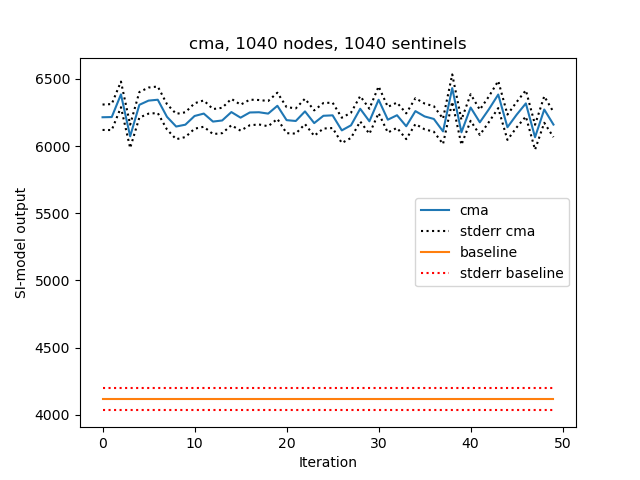 cma, 1040 nodes, 1040 sentinels
SI-model output
6500
6000
5500
5000
4500
4000
cma
stderr cma
baseline
stderr baseline
0 10 20 30 40 50
Iteration